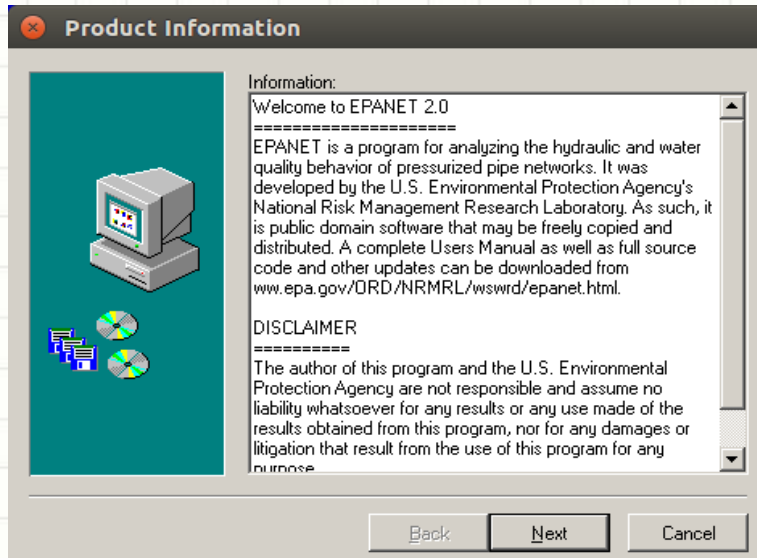 Product Information
Information:
Welcome to EPANET 2.0
=====================
EPANET is a program for analyzing the hydraulic and water
quality behavior of pressurized pipe networks. It was
developed by the U.S. Environmental Protection Agency's
National Risk Management Research Laboratory. As such, it
is public domain software that may be freely copied and
distributed. A complete Users Manual as well as full source
code and other updates can be downloaded from
ww.epa.gov/ORD/NRMRL/wswrd/epanet.html.
DISCLAIMER
==========
The author of this program and the U.S. Environmental
Protection Agency are not responsible and assume no
liability whatsoever for any results or any use made of the
results obtained from this program, nor for any damages or
litigation that result from the use of this program for any
purpose
Back
Next
Cancel